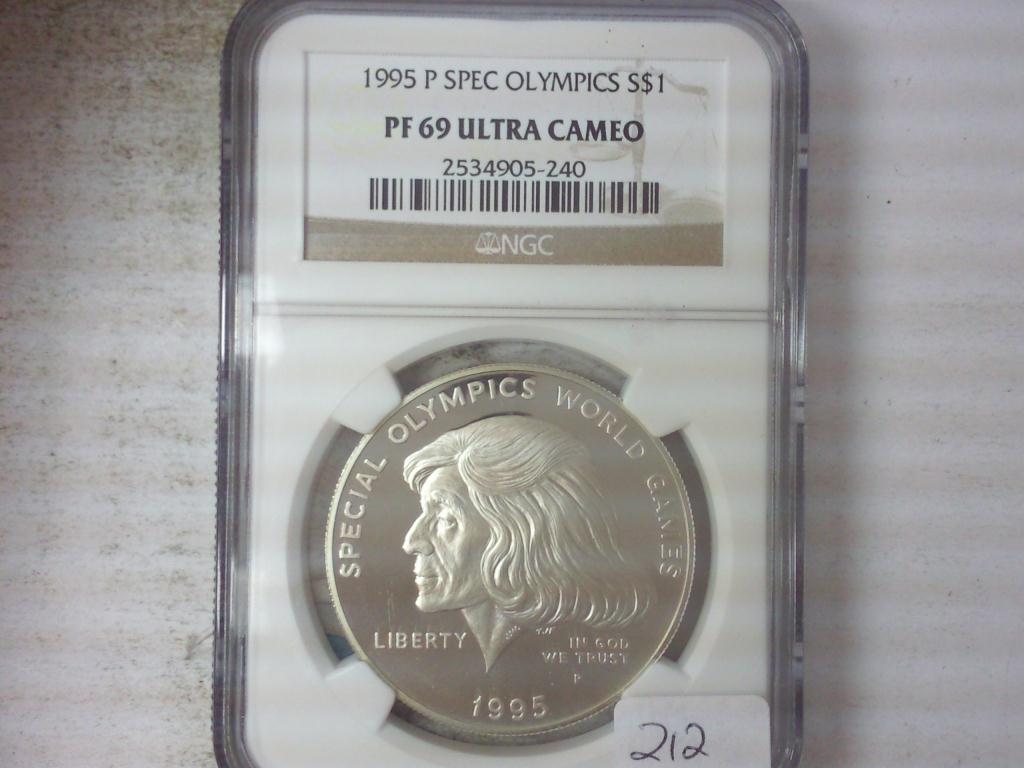 1995 P SPEC OLYMPICS S$1
PF 69 ULTRA CAMEO
2534905-240
NGC
SPECIAL OLYMPICS WORLD GAMES
LIBERTY
IN GOD
WE TRUST
P
1995
212